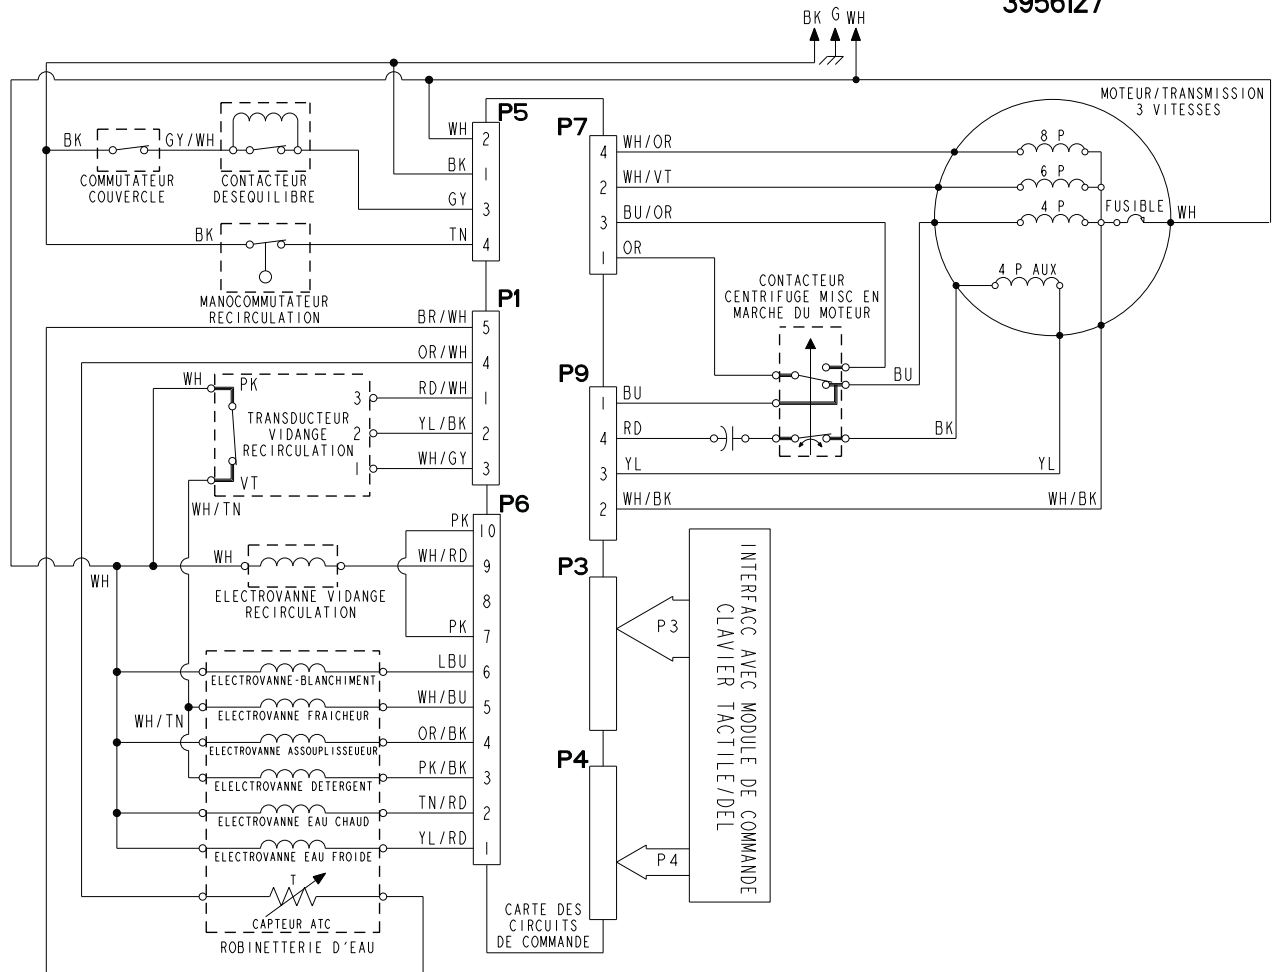 3956127
BK G WH
MOTEUR/TRANSMISSION
3 VITESSES
BK
GY/WH
COMMUTATEUR
COUVERCLE
CONTACTEUR
DESEQUILIBRE
BK
MANOCOMMUTATEUR
RECIRCULATION
P5
WH 2
BK 1
GY 3
TN 4
P7
4 WH/OR
2 WH/VT
3 BU/OR
1 OR
8 P
6 P
4 P
FUSIBLE
WH
4 P AUX
CONTACTEUR
CENTRIFUGE MISC EN
MARCHE DU MOTEUR
BU
BK
YL
WH/BK
P1
BR/WH 5
OR/WH 4
RD/WH 1
YL/BK 2
WH/GY 3
WH
PK
TRANSDUCTEUR
VIDANGE
RECIRCULATION
3
2
1
VT
WH/TN
P9
1 BU
4 RD
3 YL
2 WH/BK
P6
PK 10
WH/RD 9
8
PK 7
LBU 6
WH/BU 5
OR/BK 4
PK/BK 3
TN/RD 2
YL/RD 1
WH
WH
ELECTROVANNE VIDANGE
RECIRCULATION
WH/TN
ELECTROVANNE-BLANCHIMENT
ELECTROVANNE FRAICHEUR
ELECTROVANNE ASSOUPLISSEUEUR
ELELCTROVANNE DETERGENT
ELECTROVANNE EAU CHAUD
ELECTROVANNE EAU FROIDE
T
CAPTEUR ATC
ROBINETTERIE D'EAU
P3
P3
P4
P4
INTERFACC AVEC MODULE DE COMMANDE
CLAVIER TACTILE/DEL
CARTE DES
CIRCUITS
DE COMMANDE